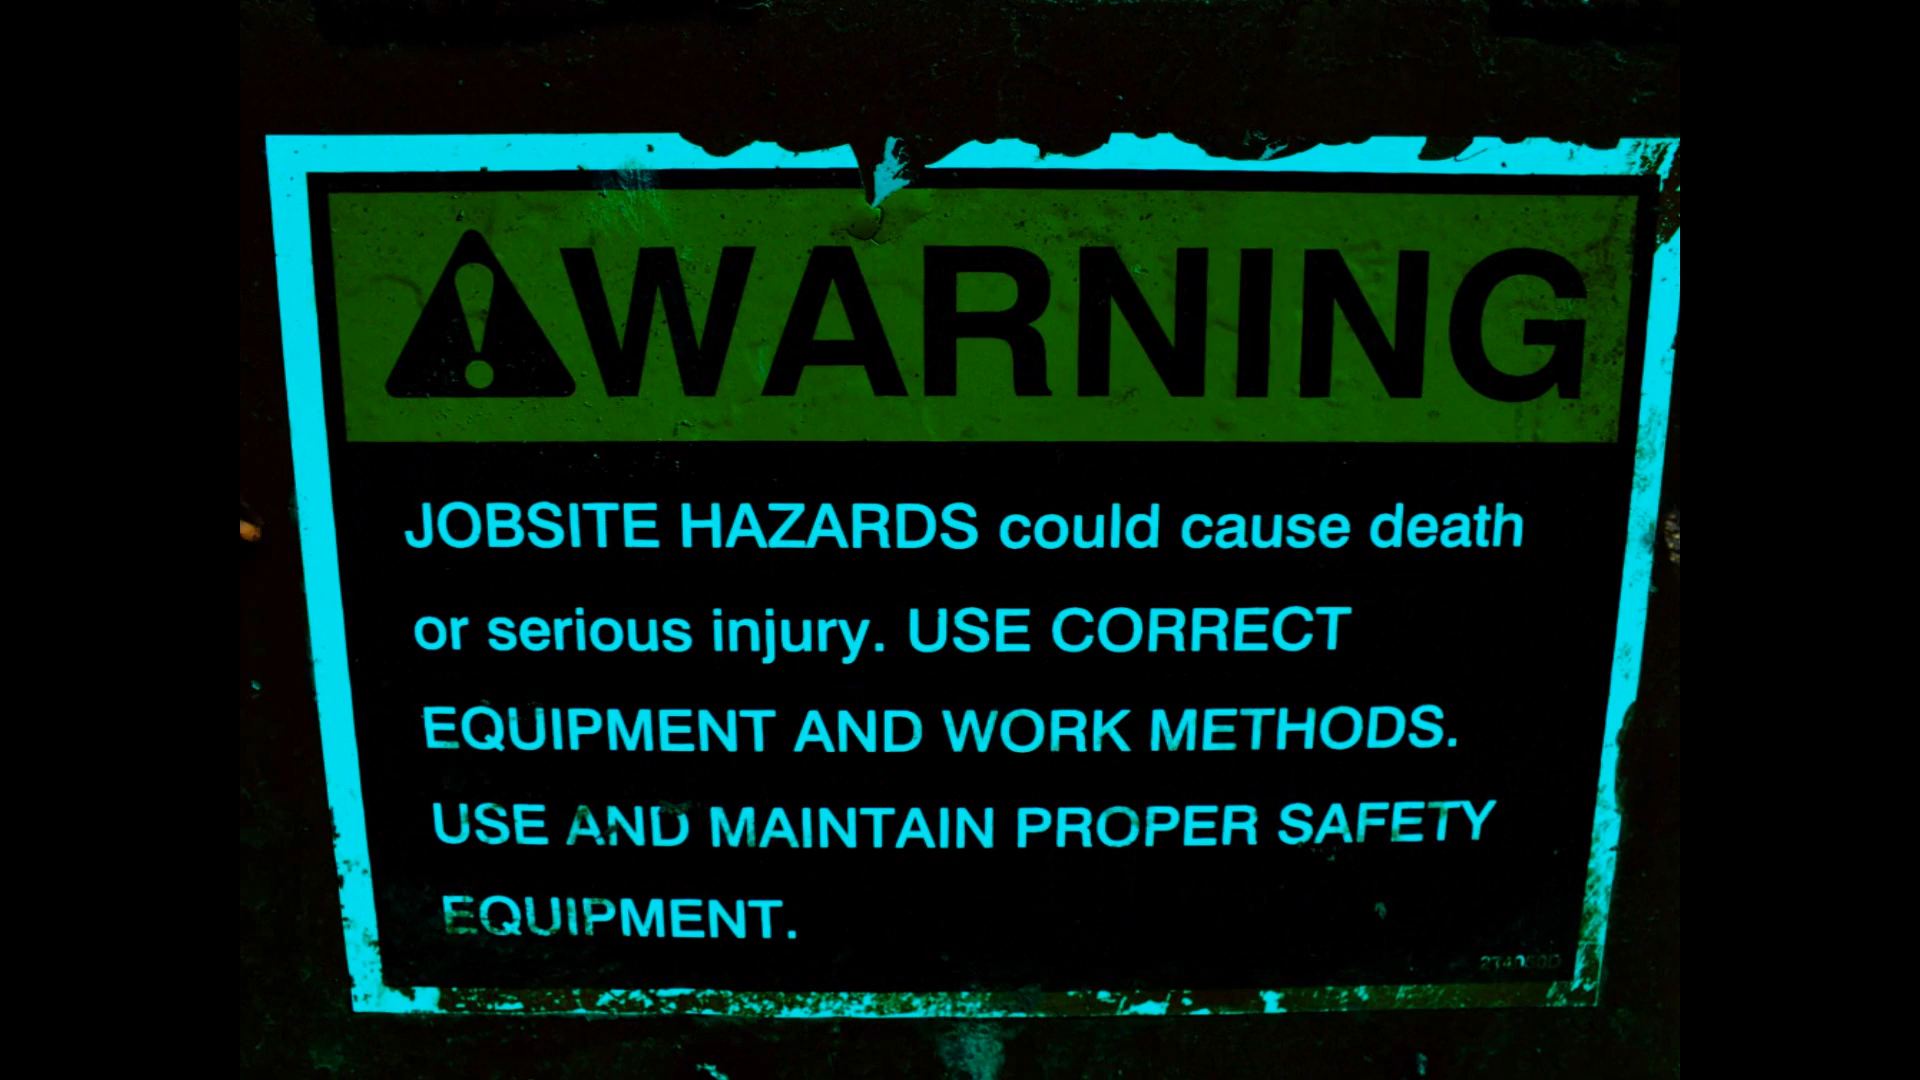 WARNING
JOBSITE HAZARDS could cause death
or serious injury. USE CORRECT
EQUIPMENT AND WORK METHODS.
USE AND MAINTAIN PROPER SAFETY
EQUIPMENT.